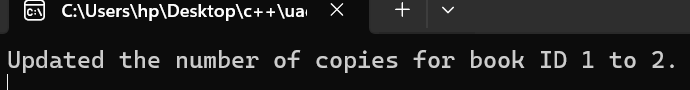 C:\Users\hp\Desktop\c++\ua
Updated the number of copies for book ID 1 to 2.